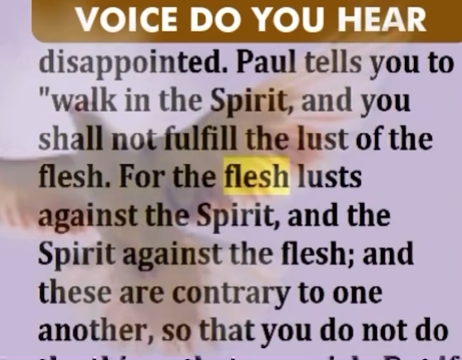 VOICE DO YOU HEAR
disappointed. Paul tells you to
"walk in the Spirit, and you
shall not fulfill the lust of the
flesh. For the flesh lusts
against the Spirit, and the
Spirit against the flesh; and
these are contrary to one
another, so that you do not do